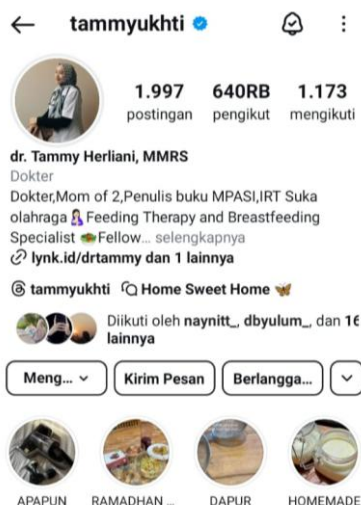 tammyukhti
1.997 640RB 1.173
postingan pengikut mengikuti
dr. Tammy Herliani, MMRS
Dokter
Dokter,Mom of 2,Penulis buku MPASI,IRT Suka
olahraga 🤱 Feeding Therapy and Breastfeeding
Specialist 🥗Fellow... selengkapnya
lynk.id/drtammy dan 1 lainnya
tammyukhti Home Sweet Home 🦋
Diikuti oleh naynitt_, dbyulum_, dan 16
lainnya
Meng... Kirim Pesan Berlangga...
APAPUN RAMADHAN ... DAPUR HOMEMADE